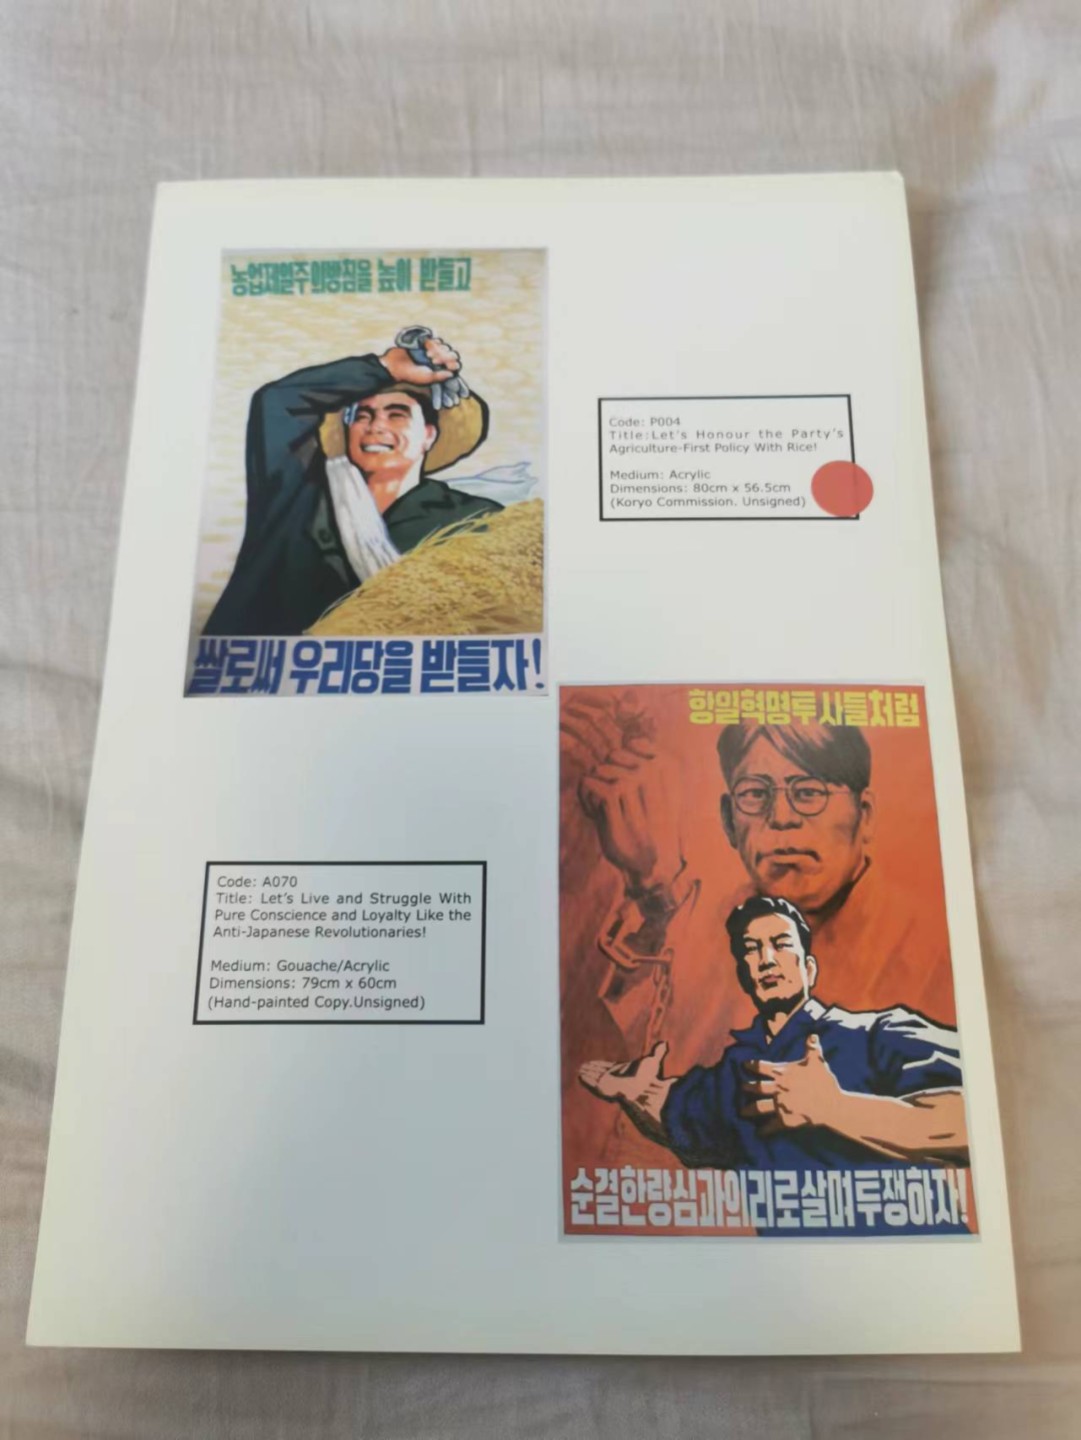 농업제일주의방침을 높이 받들고
쌀로써 우리당을 받들자!
Code: P004
Title:Let's Honour the Party's
Agriculture-First Policy With Rice!
Medium: Acrylic
Dimensions: 80cm x 56.5cm
(Koryo Commission. Unsigned)
항일혁명투사들처럼
순결한량심과의리로살며투쟁하자!
Code: A070
Title: Let's Live and Struggle With
Pure Conscience and Loyalty Like the
Anti-Japanese Revolutionaries!
Medium: Gouache/Acrylic
Dimensions: 79cm x 60cm
(Hand-painted Copy.Unsigned)